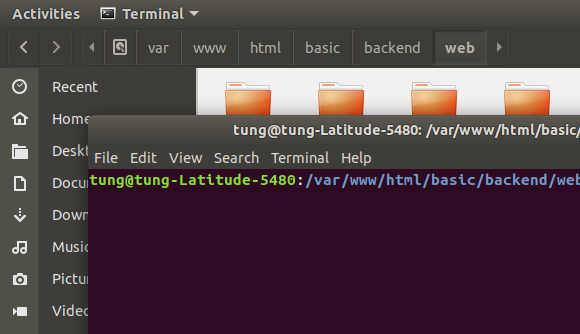 Activities Terminal
var www html basic backend web
Recent
Home
tung@tung-Latitude-5480: /var/www/html/basic/
File Edit View Search Terminal Help
tung@tung-Latitude-5480:/var/www/html/basic/backend/web
Deskt
Docu
Down
Music
Pictur
Video